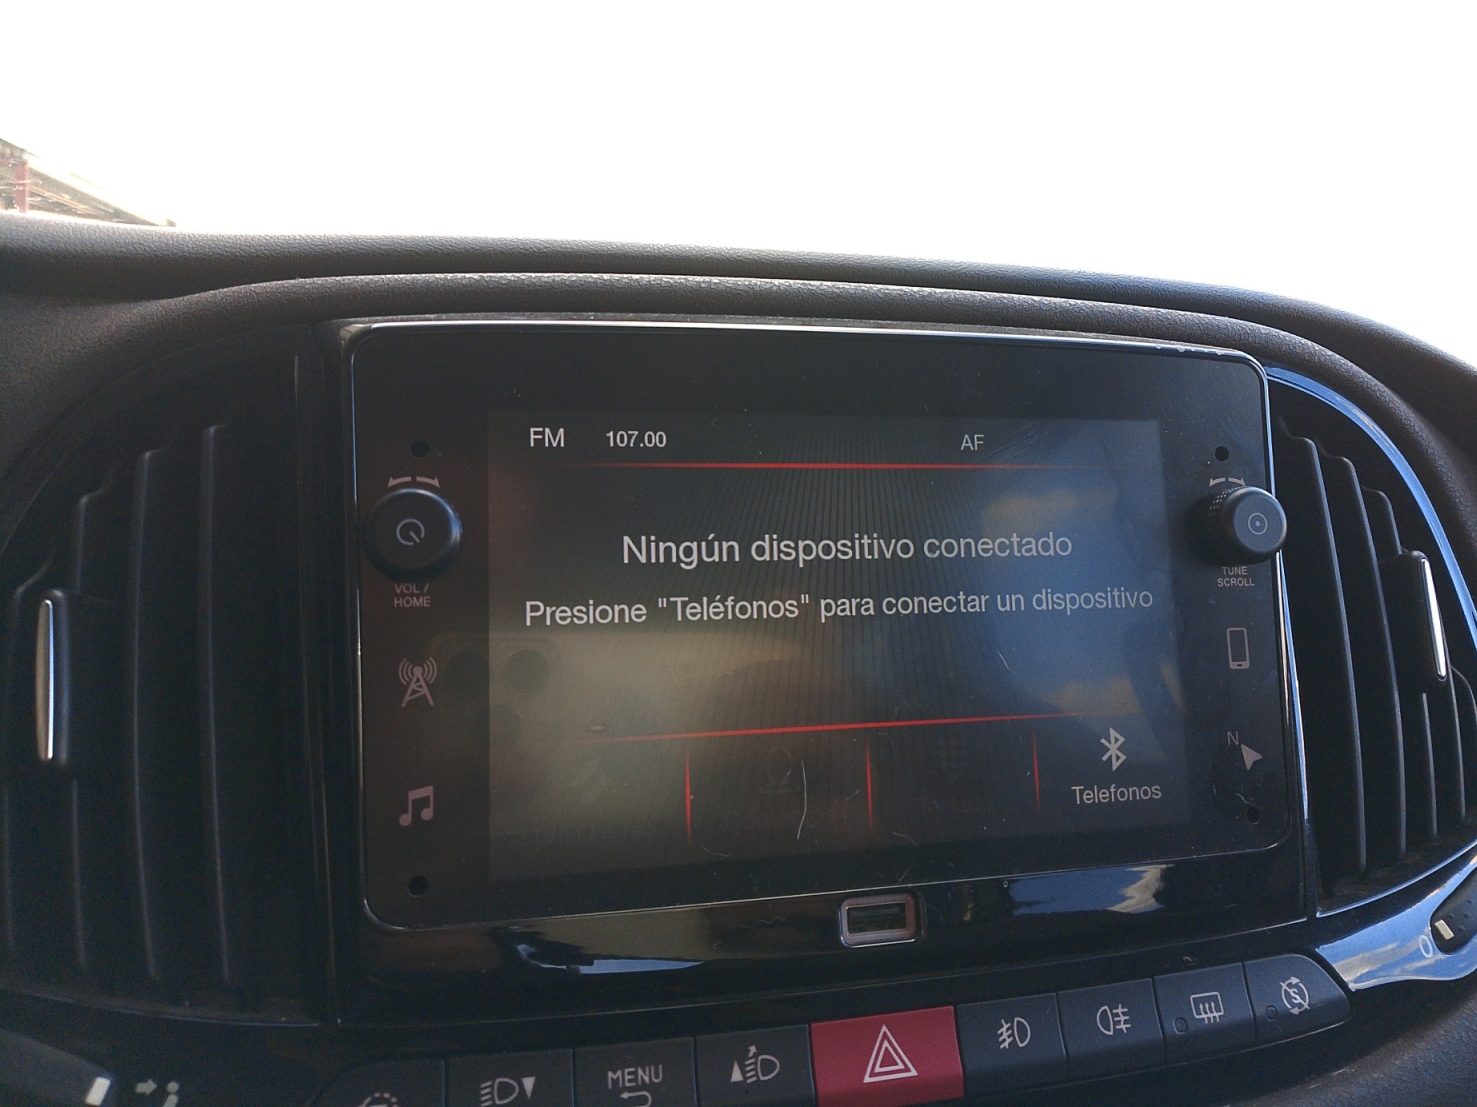 FM 107.00 AF
Ningún dispositivo conectado
Presione "Teléfonos" para conectar un dispositivo
Telefonos
VOL /
HOME
TUNE
SCROLL
N
0
MENU